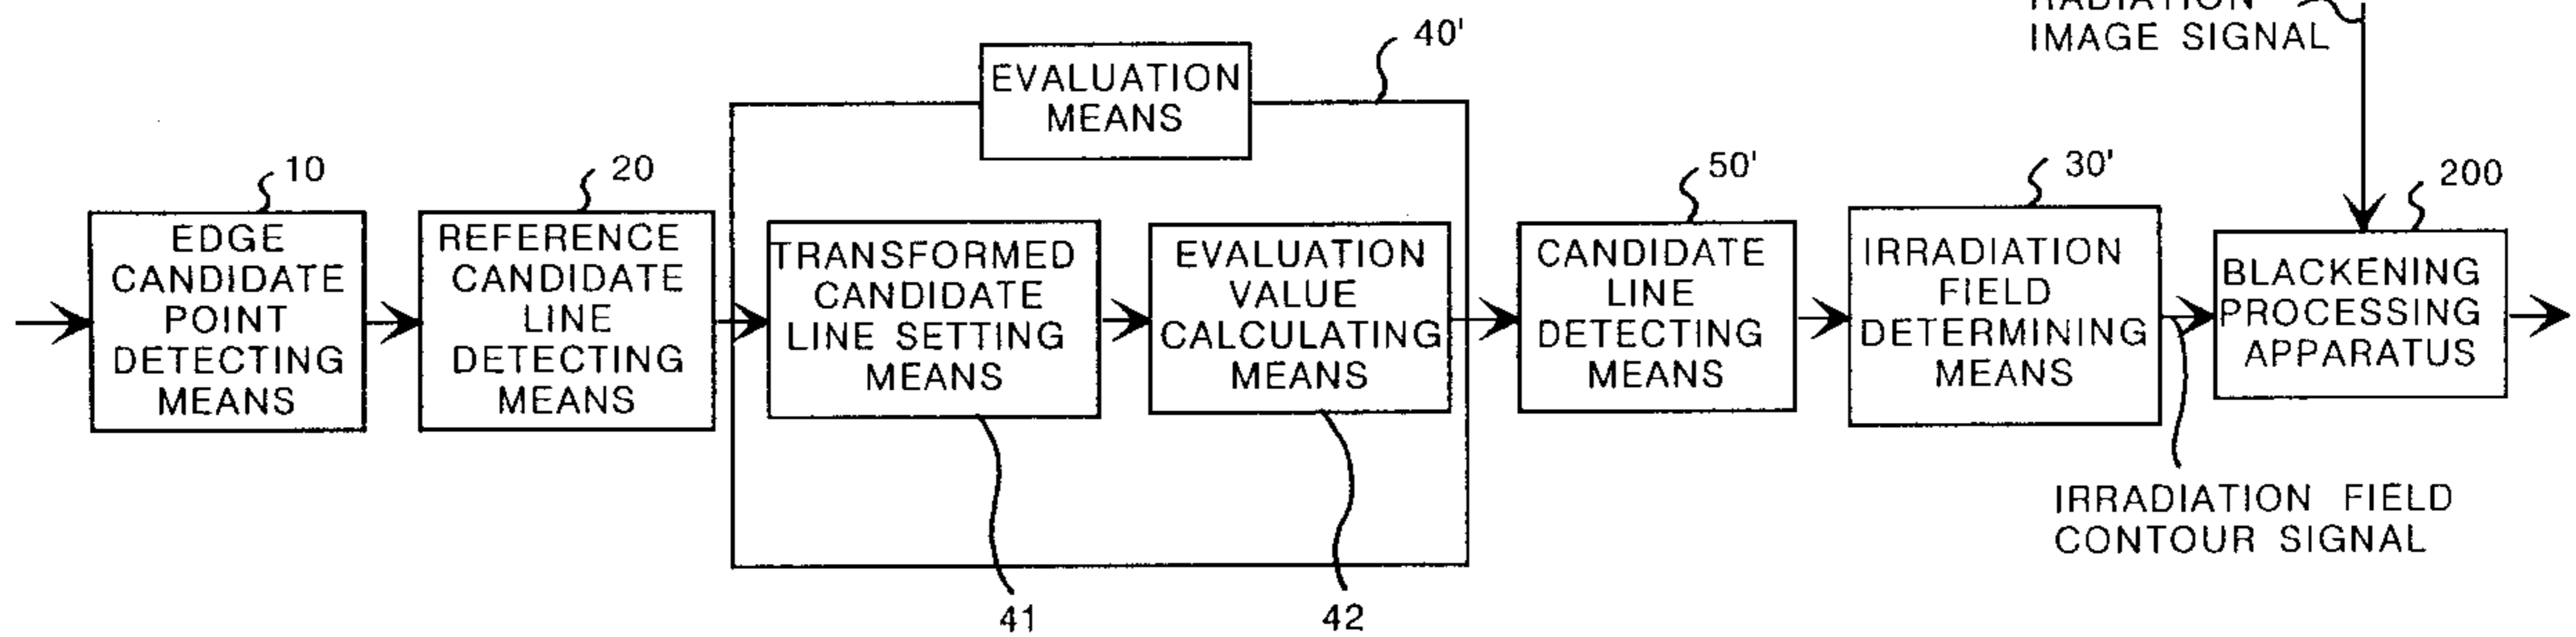 RADIATION
IMAGE SIGNAL
40'
EVALUATION
MEANS
10
20
50'
30'
200
EDGE
CANDIDATE
POINT
DETECTING
MEANS
REFERENCE
CANDIDATE
LINE
DETECTING
MEANS
TRANSFORMED
CANDIDATE
LINE SETTING
MEANS
EVALUATION
VALUE
CALCULATING
MEANS
CANDIDATE
LINE
DETECTING
MEANS
IRRADIATION
FIELD
DETERMINING
MEANS
BLACKENING
PROCESSING
APPARATUS
IRRADIATION FIELD
CONTOUR SIGNAL
41
42